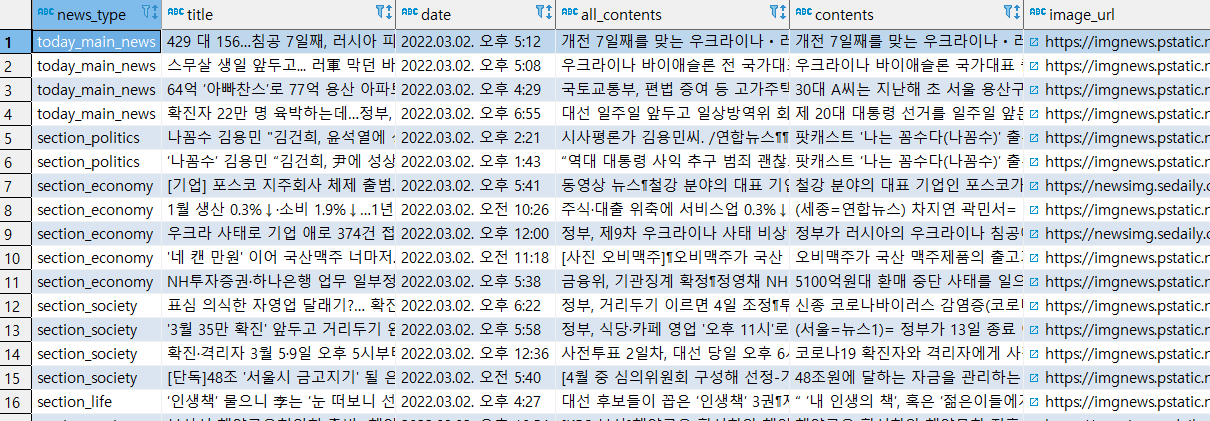 ABC news_type ABC title ABC date ABC all_contents ABC contents ABC image_url
1 today_main_news 429 대 156...침공 7일째, 러시아 피 2022.03.02. 오후 5:12 개전 7일째를 맞는 우크라이나・러 개전 7일째를 맞는 우크라이나・러 https://imgnews.pstatic.n
2 today_main_news 스무살 생일 앞두고... 러軍 막던 바 2022.03.02. 오후 5:08 우크라이나 바이애슬론 전 국가대표 우크라이나 바이애슬론 국가대표 https://imgnews.pstatic.n
3 today_main_news 64억 ‘아빠찬스’로 77억 용산 아파트 2022.03.02. 오후 4:29 국토교통부, 편법 증여 등 고가주택 30대 A씨는 지난해 초 서울 용산구 https://imgnews.pstatic.n
4 today_main_news 확진자 22만 명 육박하는데...정부, 2022.03.02. 오후 6:55 대선 일주일 앞두고 일상방역위 회 제 20대 대통령 선거를 일주일 앞둔 https://imgnews.pstatic.n
5 section_politics 나꼼수 김용민 "김건희, 윤석열에 성 2022.03.02. 오후 2:21 시사평론가 김용민씨. /연합뉴스¶¶ 팟캐스트 ‘나는 꼼수다(나꼼수)’ 출 https://imgnews.pstatic.n
6 section_politics ‘나꼼수’ 김용민 “김건희, 尹에 성상 2022.03.02. 오후 1:43 “역대 대통령 사익 추구 범죄 괜찮 팟캐스트 ‘나는 꼼수다(나꼼수)’ 출 https://imgnews.pstatic.n
7 section_economy [기업] 포스코 지주회사 체제 출범. 2022.03.02. 오후 5:41 동영상 뉴스¶철강 분야의 대표 기업 철강 분야의 대표 기업인 포스코가 https://newsimg.sedaily.c
8 section_economy 1월 생산 0.3%↓·소비 1.9%↓...1년 2022.03.02. 오전 10:26 주식·대출 위축에 서비스업 0.3%↓ (세종=연합뉴스) 차지연 곽민서= https://imgnews.pstatic.n
9 section_economy 우크라 사태로 기업 애로 374건 접 2022.03.02. 오후 12:00 정부, 제9차 우크라이나 사태 비상 정부가 러시아의 우크라이나 침공에 https://newsimg.sedaily.c
10 section_economy '네 캔 만원' 이어 국산맥주 너마저. 2022.03.02. 오전 11:18 [사진 오비맥주]¶오비맥주가 국산 오비맥주가 국산 맥주제품의 출고 https://imgnews.pstatic.n
11 section_economy NH투자증권·하나은행 업무 일부정 2022.03.02. 오후 5:38 금융위, 기관징계 확정¶정영채 NH 5100억원대 환매 중단 사태를 일으 https://imgnews.pstatic.n
12 section_society 표심 의식한 자영업 달래기?... 확진 2022.03.02. 오후 6:22 정부, 거리두기 이르면 4일 조정¶투 신종 코로나바이러스 감염증(코로 https://imgnews.pstatic.n
13 section_society '3월 35만 확진' 앞두고 거리두기 완 2022.03.02. 오후 5:58 정부, 식당·카페 영업 '오후 11시'로 (서울=뉴스1)= 정부가 13일 종료 https://imgnews.pstatic.n
14 section_society 확진·격리자 3월 5·9일 오후 5시부터 2022.03.02. 오후 12:36 사전투표 2일차, 대선 당일 오후 6시 코로나19 확진자와 격리자에게 사 https://imgnews.pstatic.n
15 section_society [단독]48조 '서울시 금고지기' 될 은 2022.03.02. 오전 5:40 [4월 중 심의위원회 구성해 선정-기 48조원에 달하는 자금을 관리하는 https://imgnews.pstatic.n
16 section_life ‘인생책’ 물으니 李는 ‘눈 떠보니 선 2022.03.02. 오후 4:27 대선 후보들이 꼽은 ‘인생책’ 3권¶지 “ ‘내 인생의 책’, 혹은 ‘젊은이들에게 https://imgnews.pstatic.n